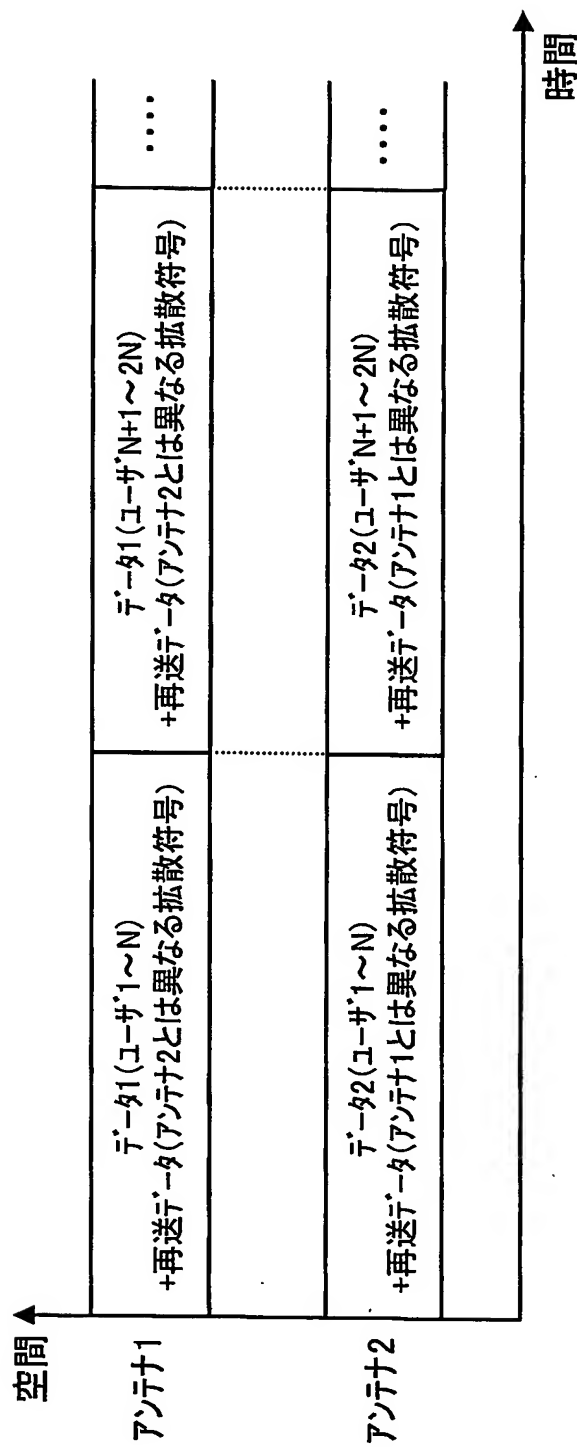 空間
アンテナ1
データ1(ユーザ1~N)
+再送データ(アンテナ2とは異なる拡散符号)
データ1(ユーザN+1~2N)
+再送データ(アンテナ2とは異なる拡散符号)
····
アンテナ2
データ2(ユーザ1~N)
+再送データ(アンテナ1とは異なる拡散符号)
データ2(ユーザN+1~2N)
+再送データ(アンテナ1とは異なる拡散符号)
····
時間